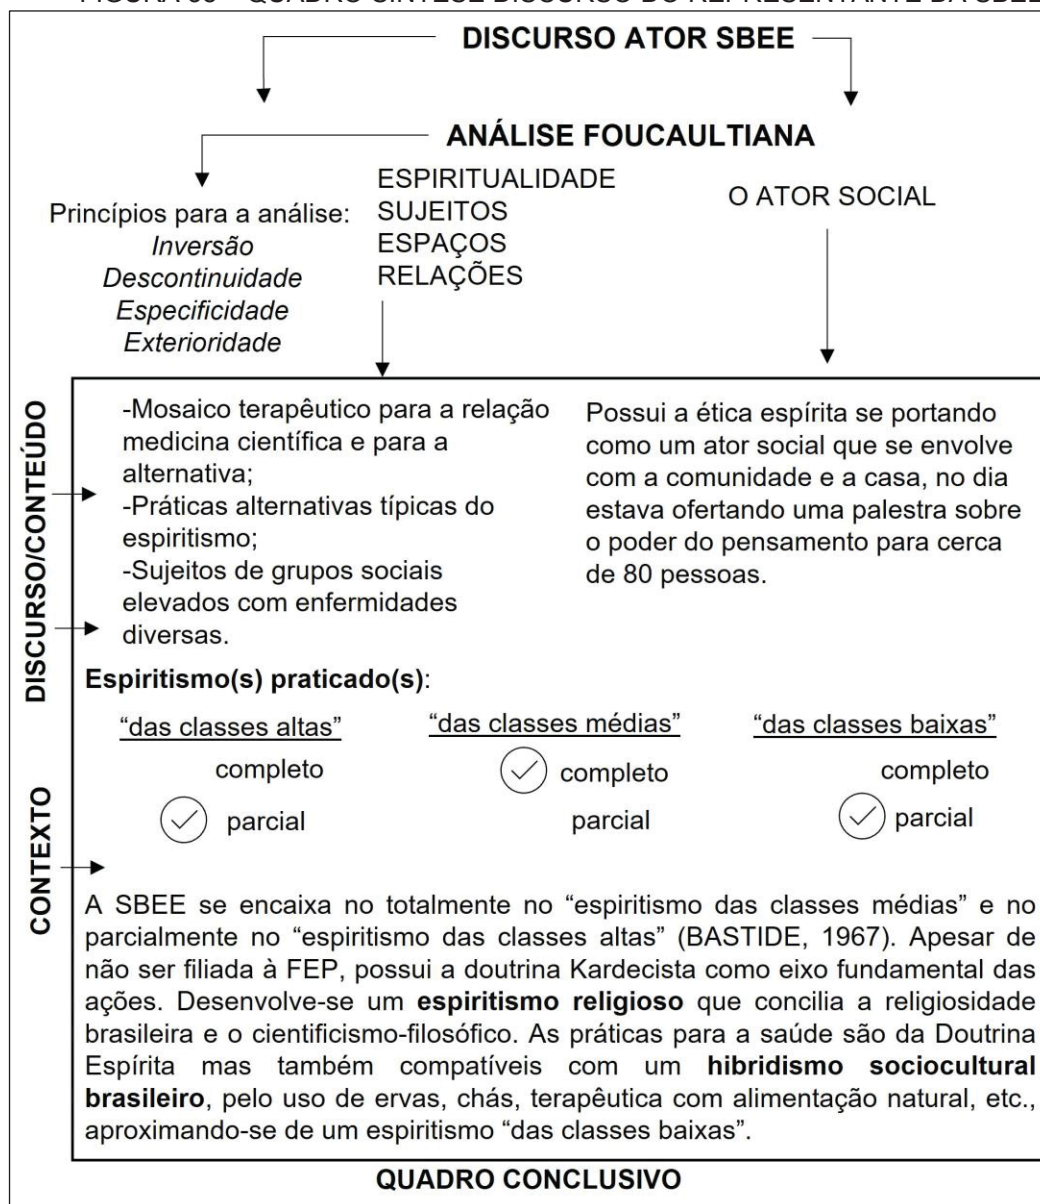 DISCURSO ATOR SBEE
ANÁLISE FOUCAULTIANA
Princípios para a análise:
Inversão
Descontinuidade
Especificidade
Exterioridade
ESPIRITUALIDADE
SUJEITOS
ESPAÇOS
RELAÇÕES
O ATOR SOCIAL
DISCURSO/CONTEÚDO
-Mosaico terapêutico para a relação
medicina científica e para a
alternativa;
-Práticas alternativas típicas do
espiritismo;
-Sujeitos de grupos sociais
elevados com enfermidades
diversas.
Possui a ética espírita se portando
como um ator social que se envolve
com a comunidade e a casa, no dia
estava ofertando uma palestra sobre
o poder do pensamento para cerca
de 80 pessoas.
Espiritismo(s) praticado(s):
“das classes altas”
completo
parcial
“das classes médias”
completo
parcial
“das classes baixas”
completo
parcial
CONTEXTO
A SBEE se encaixa no totalmente no “espiritismo das classes médias” e no
parcialmente no “espiritismo das classes altas” (BASTIDE, 1967). Apesar de
não ser filiada à FEP, possui a doutrina Kardecista como eixo fundamental das
ações. Desenvolve-se um espiritismo religioso que concilia a religiosidade
brasileira e o cientificismo-filosófico. As práticas para a saúde são da Doutrina
Espírita mas também compatíveis com um hibridismo sociocultural
brasileiro, pelo uso de ervas, chás, terapêutica com alimentação natural, etc.,
aproximando-se de um espiritismo “das classes baixas”.
QUADRO CONCLUSIVO